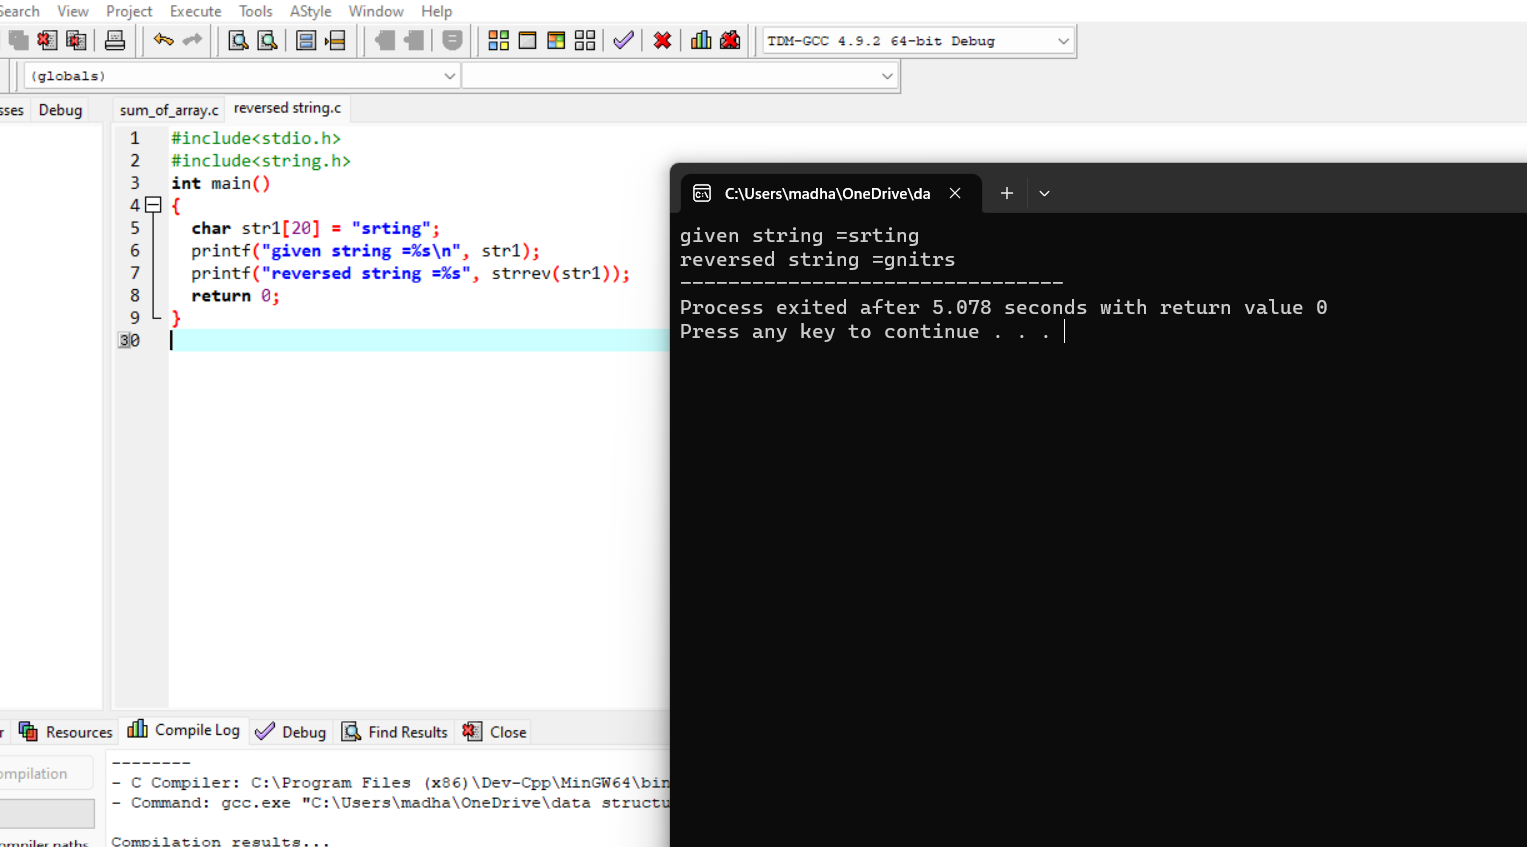 Search View Project Execute Tools AStyle Window Help
TDM-GCC 4.9.2 64-bit Debug
(globals)
Debug sum_of_array.c reversed string.c
1 #include<stdio.h>
2 #include<string.h>
3 int main()
4 {
5 char str1[20] = "srting";
6 printf("given string =%s\n", str1);
7 printf("reversed string =%s", strrev(str1));
8 return 0;
9 }
30
C:\Users\madha\OneDrive\da
given string =srting
reversed string =gnitrs
--------------------------------
Process exited after 5.078 seconds with return value 0
Press any key to continue . . .
Resources Compile Log Debug Find Results Close
ompilation
--------
- C Compiler: C:\Program Files (x86)\Dev-Cpp\MinGW64\bin
- Command: gcc.exe "C:\Users\madha\OneDrive\data structu
ompiler paths
Compilation results...